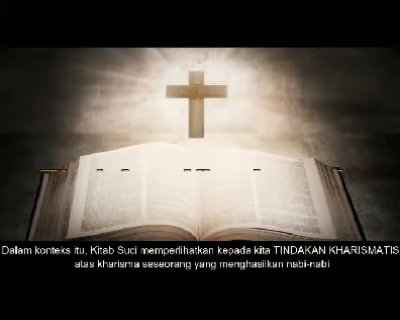 Dalam konteks itu, Kitab Suci memperlihatkan kepada kita TINDAKAN KHARISMATIS
atas kharisma seseorang yang menghasilkan nabi-nabi